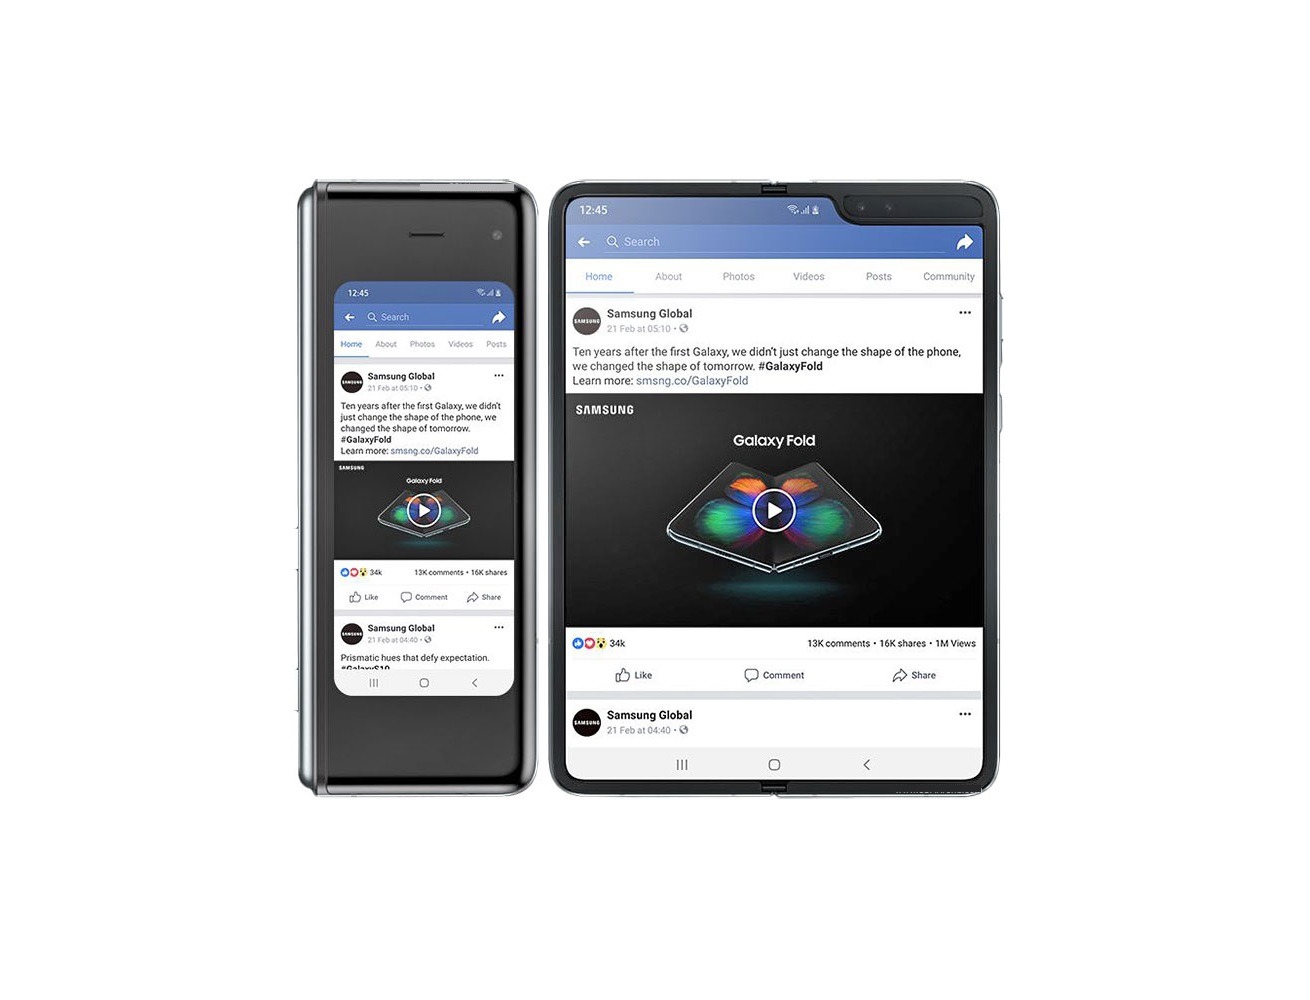 12:45
Search
Home About Photos Videos Posts
SAMSUNG
Samsung Global
21 Feb at 05:10 •
Ten years after the first Galaxy, we didn't
just change the shape of the phone, we
changed the shape of tomorrow.
#GalaxyFold
Learn more: smsng.co/GalaxyFold
SAMSUNG
Galaxy Fold
34k 13K comments • 16K shares
Like Comment Share
SAMSUNG
Samsung Global
21 Feb at 04:40 •
Prismatic hues that defy expectation.
#GalaxyS10
12:45
Search
Home About Photos Videos Posts Community
SAMSUNG
Samsung Global
21 Feb at 05:10 •
Ten years after the first Galaxy, we didn't just change the shape of the phone,
we changed the shape of tomorrow. #GalaxyFold
Learn more: smsng.co/GalaxyFold
SAMSUNG
Galaxy Fold
34k 13K comments • 16K shares • 1M Views
Like Comment Share
SAMSUNG
Samsung Global
21 Feb at 04:40 •